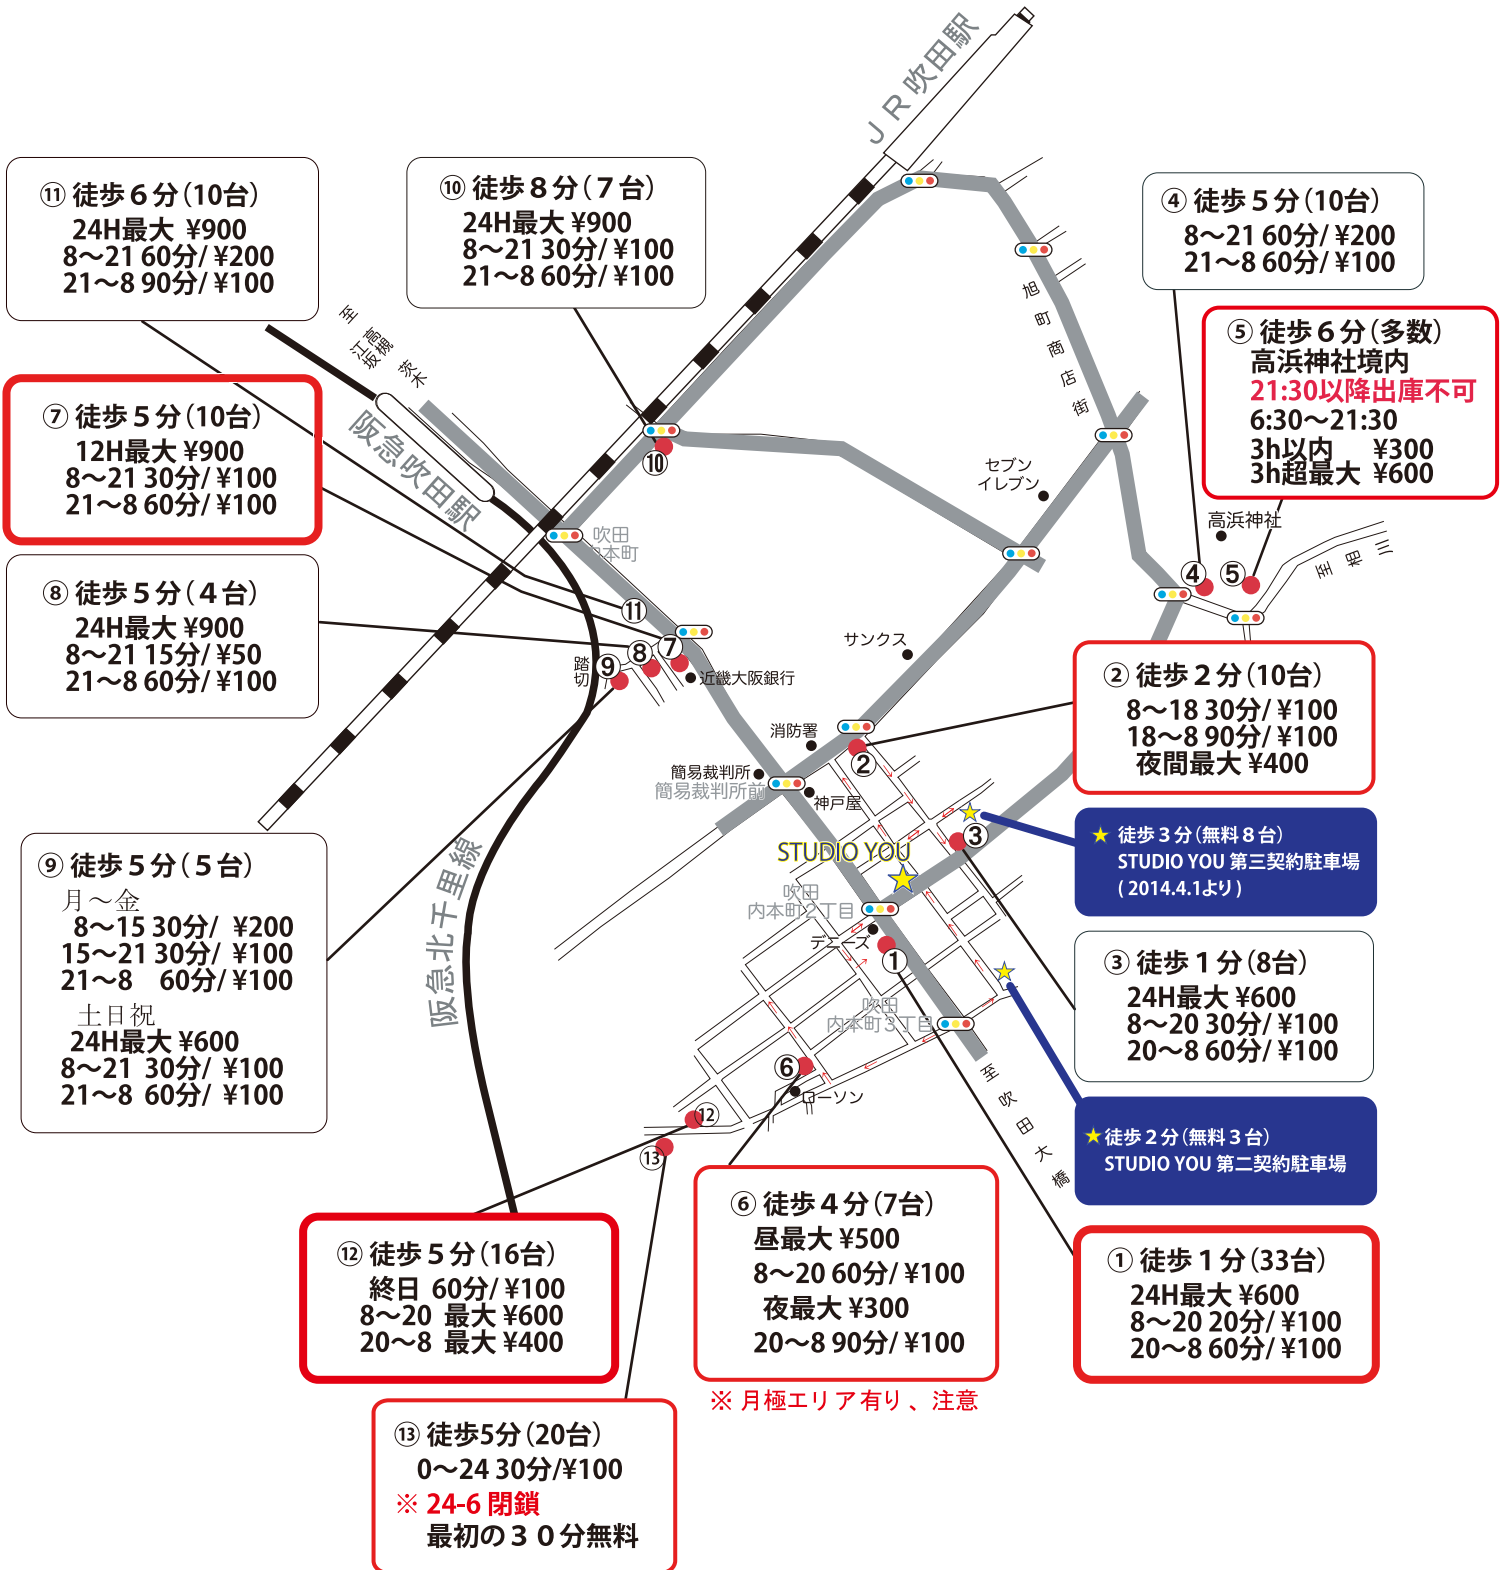 JR吹田駅
⑪ 徒歩６分（10台）
24H最大 ¥900
8〜21 60分/ ¥200
21〜8 90分/ ¥100
⑩ 徒歩８分（７台）
24H最大 ¥900
8〜21 30分/ ¥100
21〜8 60分/ ¥100
④ 徒歩５分（10台）
8〜21 60分/ ¥200
21〜8 60分/ ¥100
⑤ 徒歩６分（多数）
高浜神社境内
21:30以降出庫不可
6:30〜21:30
3h以内 ¥300
3h超最大 ¥600
至
江坂
高槻
茨木
旭町商店街
⑦ 徒歩５分（10台）
12H最大 ¥900
8〜21 30分/ ¥100
21〜8 60分/ ¥100
阪急吹田駅
⑩
セブン
イレブン
高浜神社
吹田
内本町
至 相川
④
⑤
⑧ 徒歩５分（４台）
24H最大 ¥900
8〜21 15分/ ¥50
21〜8 60分/ ¥100
⑪
⑦
⑧
⑨
踏切
近畿大阪銀行
サンクス
② 徒歩２分（10台）
8〜18 30分/ ¥100
18〜8 90分/ ¥100
夜間最大 ¥400
消防署
②
簡易裁判所
簡易裁判所前
神戸屋
③
STUDIO YOU
★ 徒歩３分（無料８台）
STUDIO YOU 第三契約駐車場
( 2014.4.1より )
⑨ 徒歩５分（５台）
月〜金
8〜15 30分/ ¥200
15〜21 30分/ ¥100
21〜8 60分/ ¥100
土日祝
24H最大 ¥600
8〜21 30分/ ¥100
21〜8 60分/ ¥100
阪急北千里線
吹田
内本町２丁目
デニーズ
①
③ 徒歩１分（8台）
24H最大 ¥600
8〜20 30分/ ¥100
20〜8 60分/ ¥100
吹田
内本町３丁目
⑥
ローソン
至吹田大橋
⑫
⑬
★ 徒歩２分（無料３台）
STUDIO YOU 第二契約駐車場
⑥ 徒歩４分（7台）
昼最大 ¥500
8〜20 60分/ ¥100
夜最大 ¥300
20〜8 90分/ ¥100
※ 月極エリア有り、注意
① 徒歩１分（33台）
24H最大 ¥600
8〜20 20分/ ¥100
20〜8 60分/ ¥100
⑫ 徒歩５分（16台）
終日 60分/ ¥100
8〜20 最大 ¥600
20〜8 最大 ¥400
⑬ 徒歩5分（20台）
0〜24 30分/¥100
※ 24-6 閉鎖
最初の３０分無料